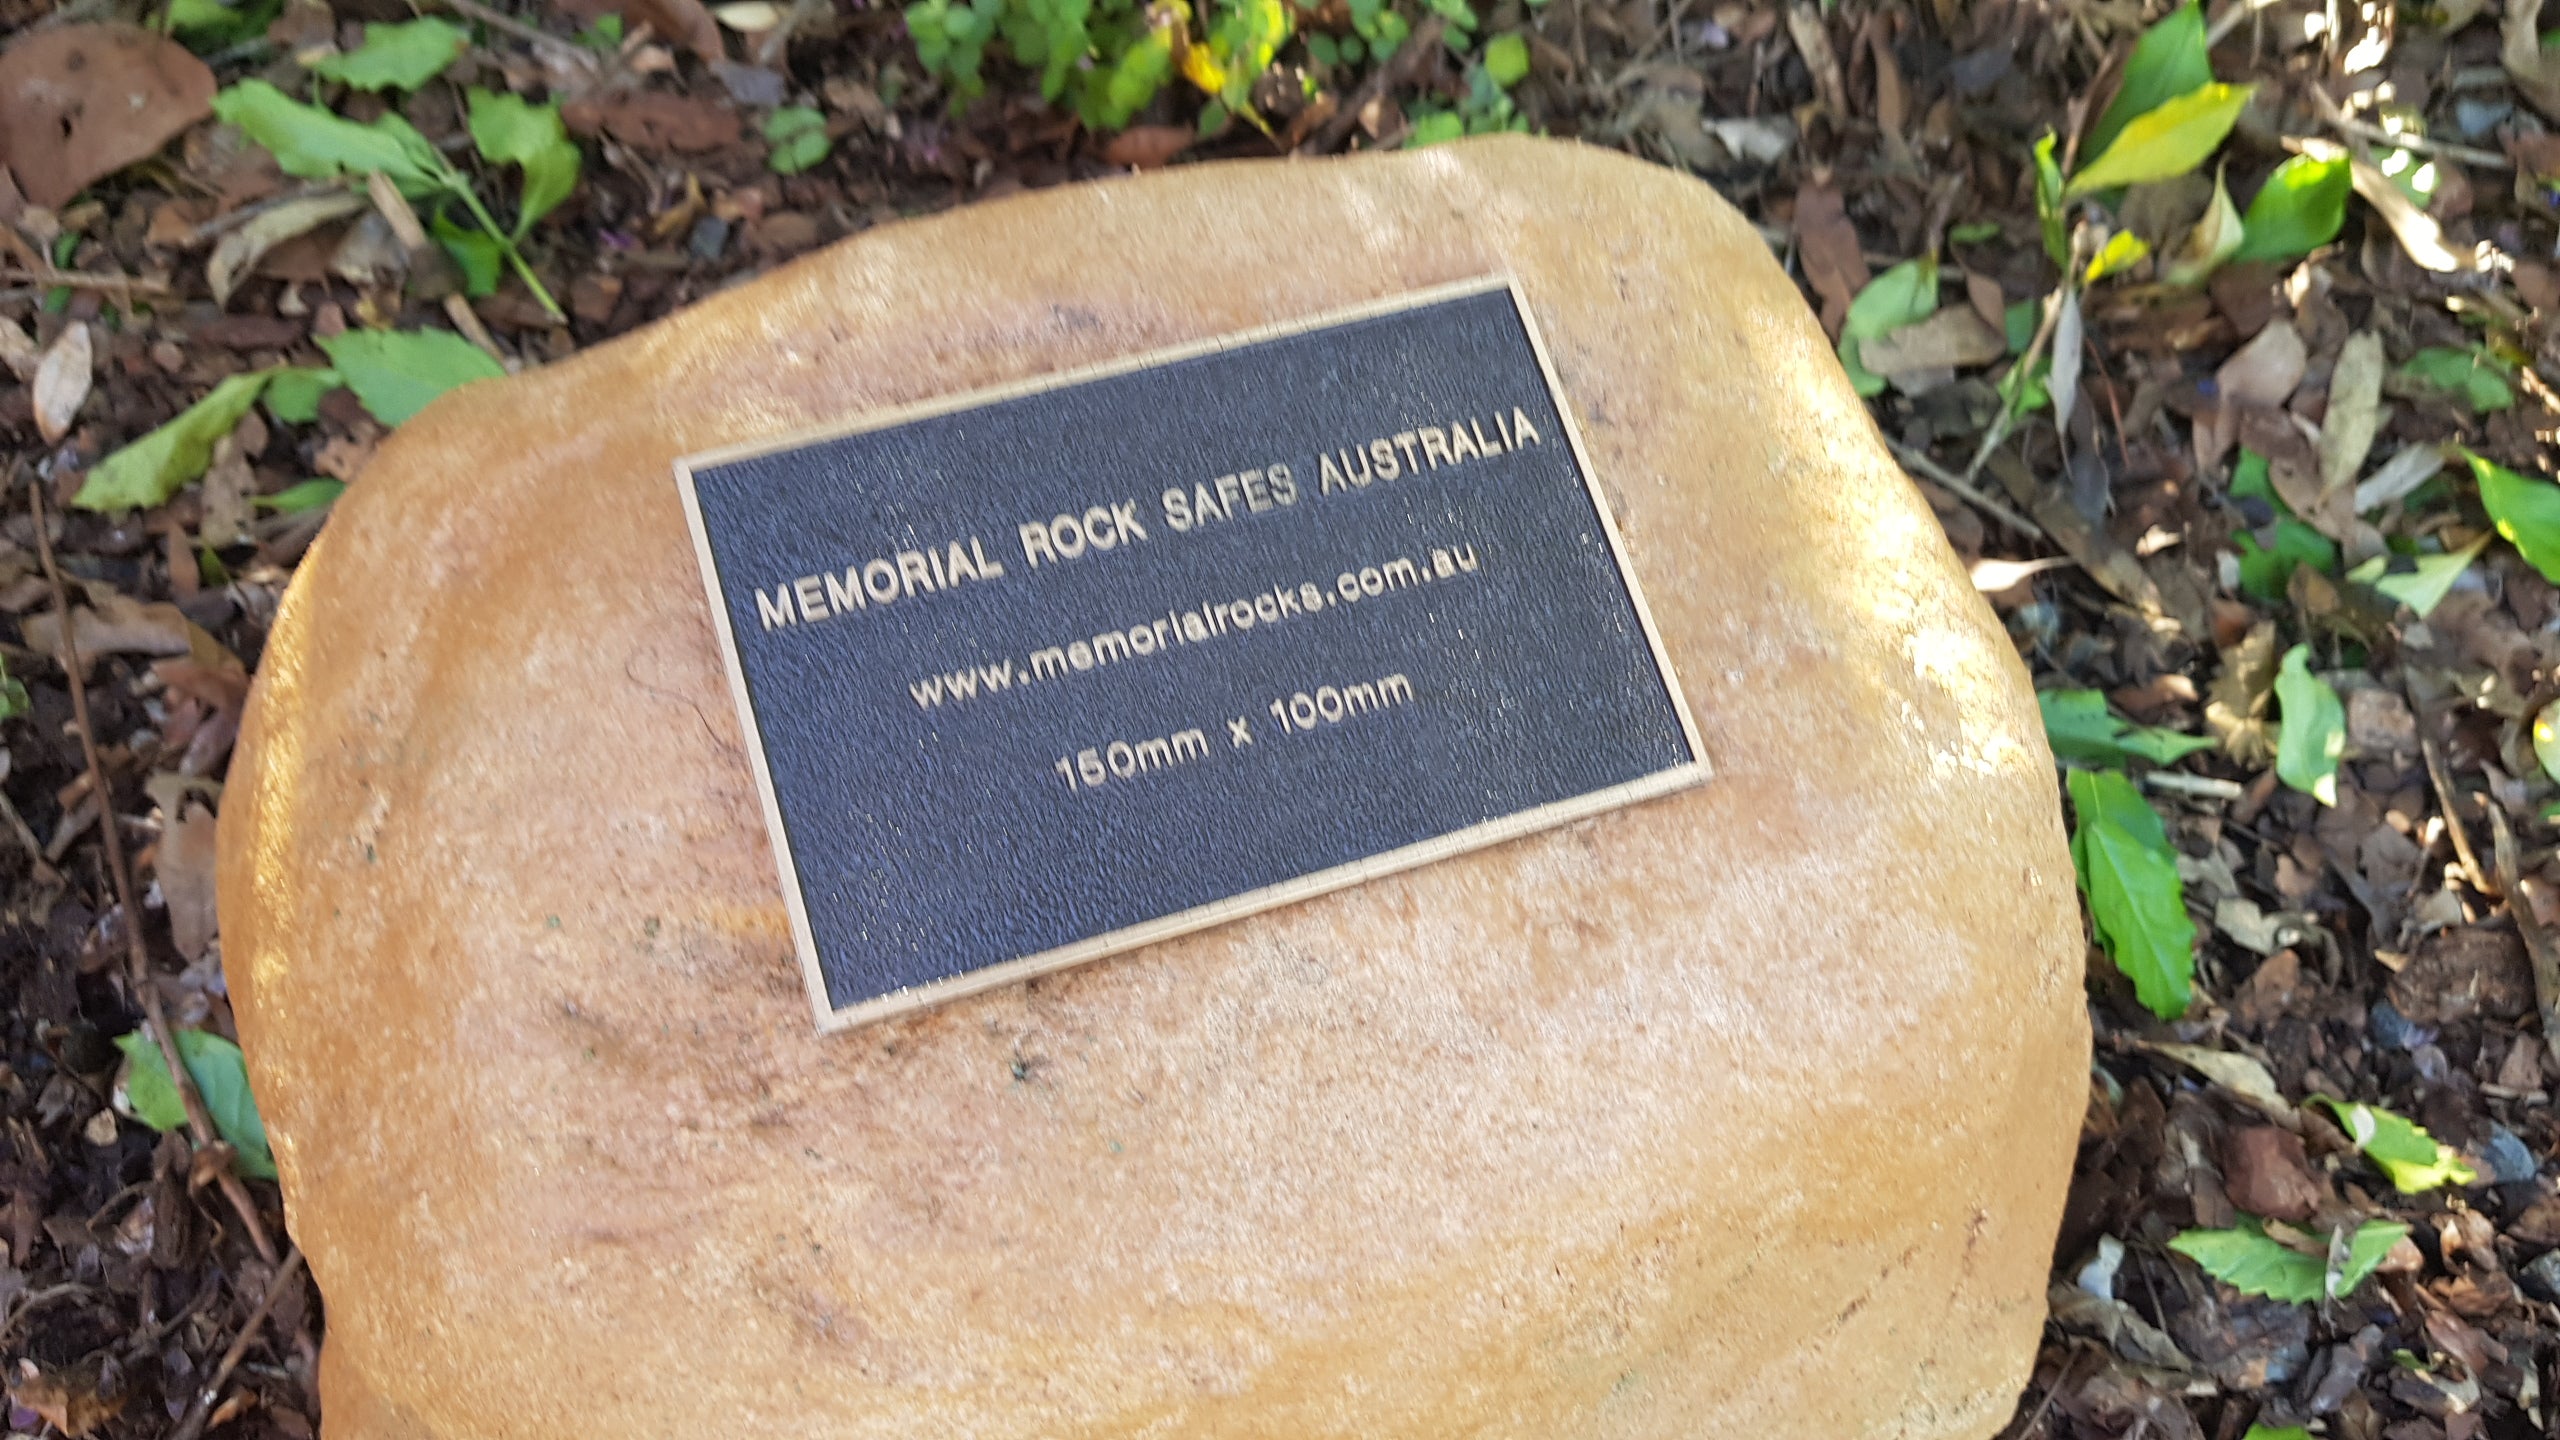 MEMORIAL ROCK SAFES AUSTRALIA
www.memorialrocks.com.au
150mm x 100mm